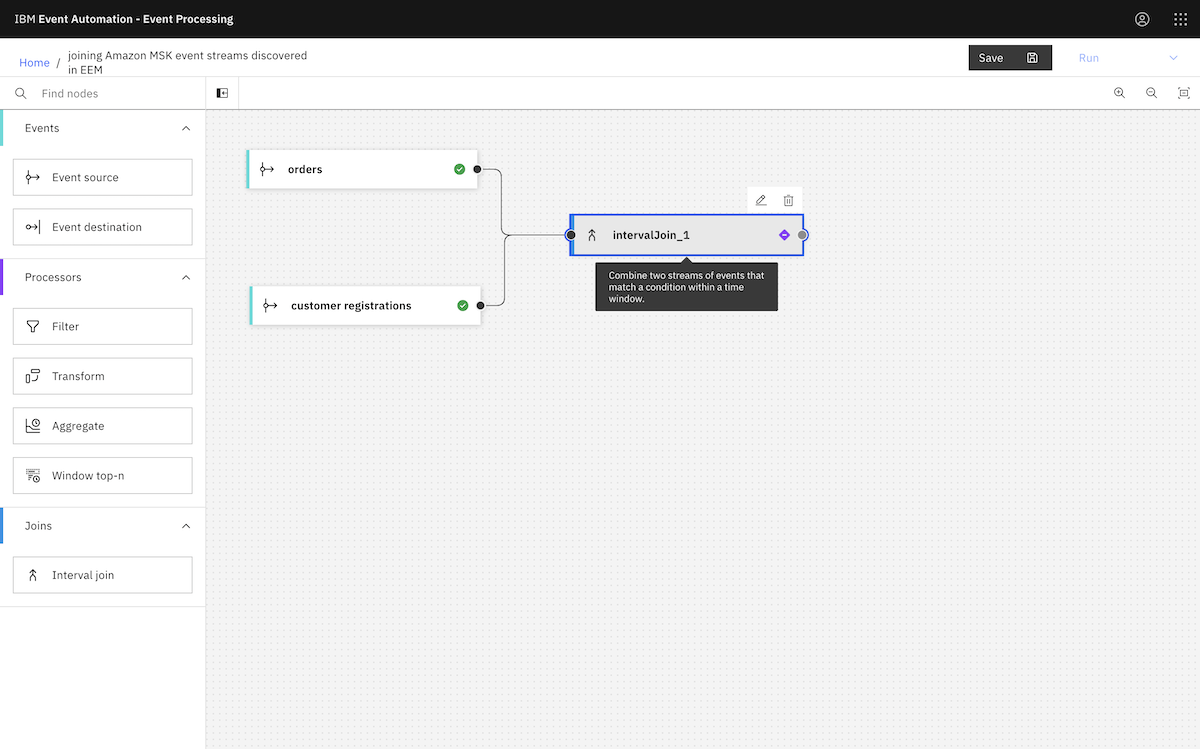 IBM Event Automation - Event Processing
Home / joining Amazon MSK event streams discovered
in EEM
Save
Run
Find nodes
Events
Event source
Event destination
Processors
Filter
Transform
Aggregate
Window top-n
Joins
Interval join
orders
customer registrations
intervalJoin_1
Combine two streams of events that
match a condition within a time
window.